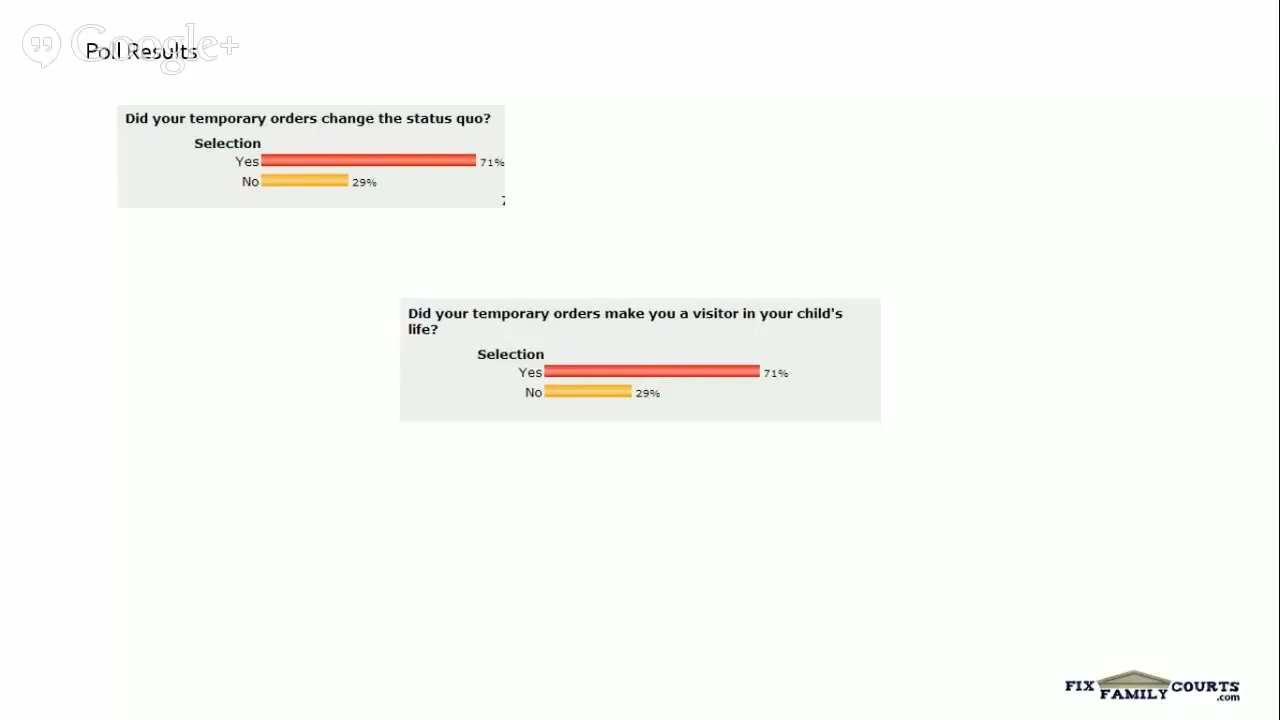 Google+
Poll Results
Did your temporary orders change the status quo?
Selection
Yes 71%
No 29%
Did your temporary orders make you a visitor in your child's
life?
Selection
Yes 71%
No 29%
FIX FAMILY COURTS
.com